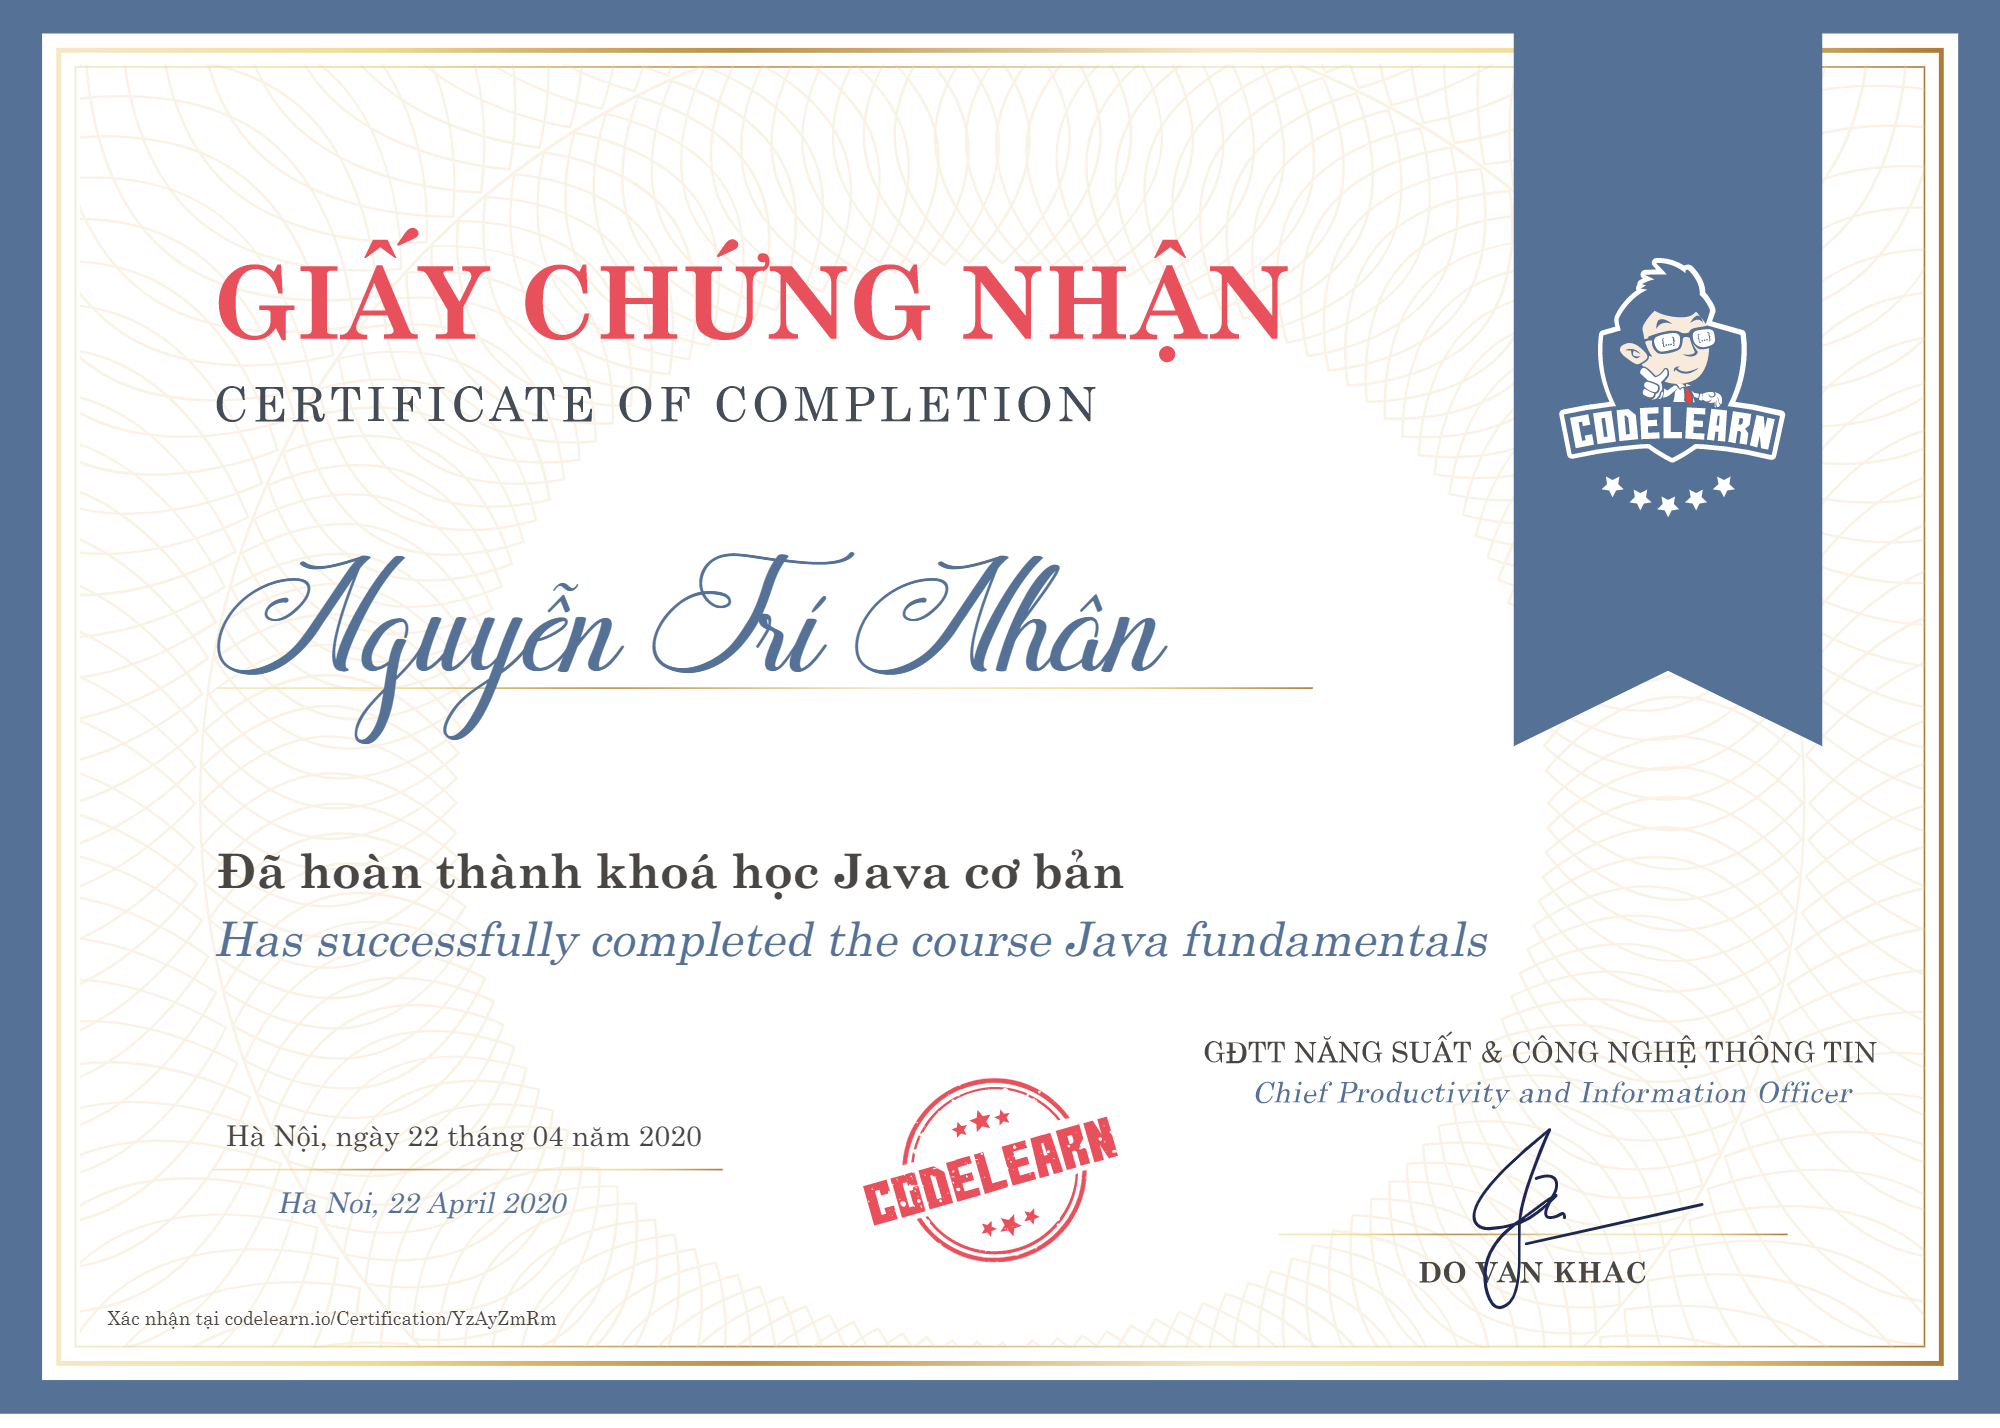 GIẤY CHỨNG NHẬN
CERTIFICATE OF COMPLETION
CODELEARN
Nguyễn Trí Nhân
Đã hoàn thành khoá học Java cơ bản
Has successfully completed the course Java fundamentals
GĐTT NĂNG SUẤT & CÔNG NGHỆ THÔNG TIN
Chief Productivity and Information Officer
Hà Nội, ngày 22 tháng 04 năm 2020
Ha Noi, 22 April 2020
CODELEARN
DO VAN KHAC
Xác nhận tại codelearn.io/Certification/YzAyZmRm